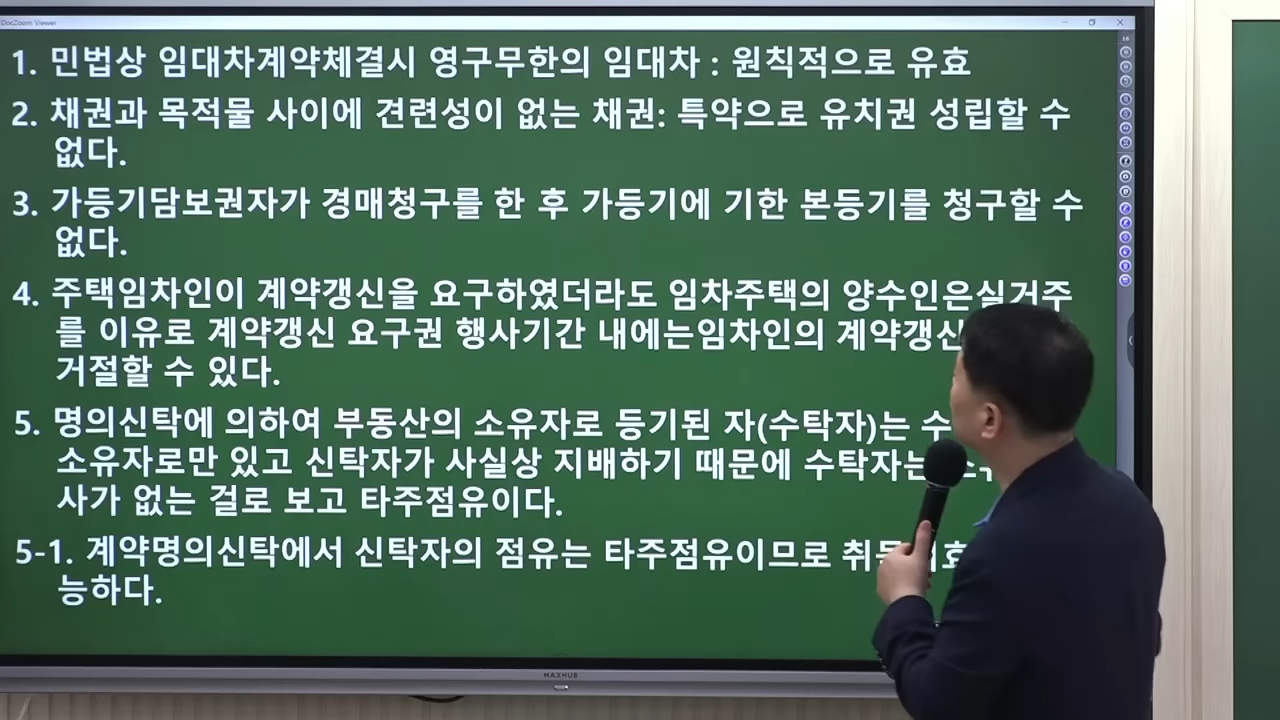 DocZoom Viewer
1. 민법상 임대차계약체결시 영구무한의 임대차 : 원칙적으로 유효
2. 채권과 목적물 사이에 견련성이 없는 채권: 특약으로 유치권 성립할 수
없다.
3. 가등기담보권자가 경매청구를 한 후 가등기에 기한 본등기를 청구할 수
없다.
4. 주택임차인이 계약갱신을 요구하였더라도 임차주택의 양수인은실거주
를 이유로 계약갱신 요구권 행사기간 내에는임차인의 계약갱신
거절할 수 있다.
5. 명의신탁에 의하여 부동산의 소유자로 등기된 자(수탁자)는
소유자로만 있고 신탁자가 사실상 지배하기 때문에 수탁자는
사가 없는 걸로 보고 타주점유이다.
5-1. 계약명의신탁에서 신탁자의 점유는 타주점유이므로
능하다.
MAXHUB